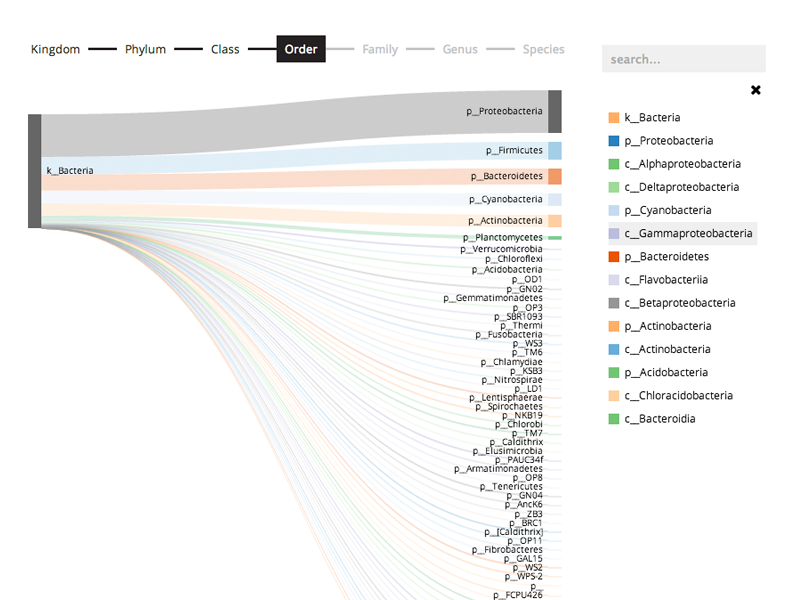 Kingdom Phylum Class Order Family Genus Species
search...
k__Bacteria
p__Proteobacteria
p__Firmicutes
p__Bacteroidetes
p__Cyanobacteria
p__Actinobacteria
p__Planctomycetes
p__Verrucomicrobia
p__Chloroflexi
p__Acidobacteria
p__OD1
p__GN02
p__Gemmatimonadetes
p__OP3
p__SBR1093
p__Thermi
p__Fusobacteria
p__WS3
p__TM6
p__Chlamydiae
p__KSB3
p__Nitrospirae
p__LD1
p__Lentisphaerae
p__Spirochaetes
p__NKB19
p__Chlorobi
p__TM7
p__Caldithrix
p__Elusimicrobia
p__PAUC34f
p__Armatimonadetes
p__OP8
p__Tenericutes
p__GN04
p__AncK6
p__ZB3
p__BRC1
p__[Caldithrix]
p__OP11
p__Fibrobacteres
p__GAL15
p__WS2
p__WPS-2
p__
p__FCPU426
k__Bacteria
p__Proteobacteria
c__Alphaproteobacteria
c__Deltaproteobacteria
p__Cyanobacteria
c__Gammaproteobacteria
p__Bacteroidetes
c__Flavobacteriia
c__Betaproteobacteria
p__Actinobacteria
c__Actinobacteria
p__Acidobacteria
c__Chloracidobacteria
c__Bacteroidia